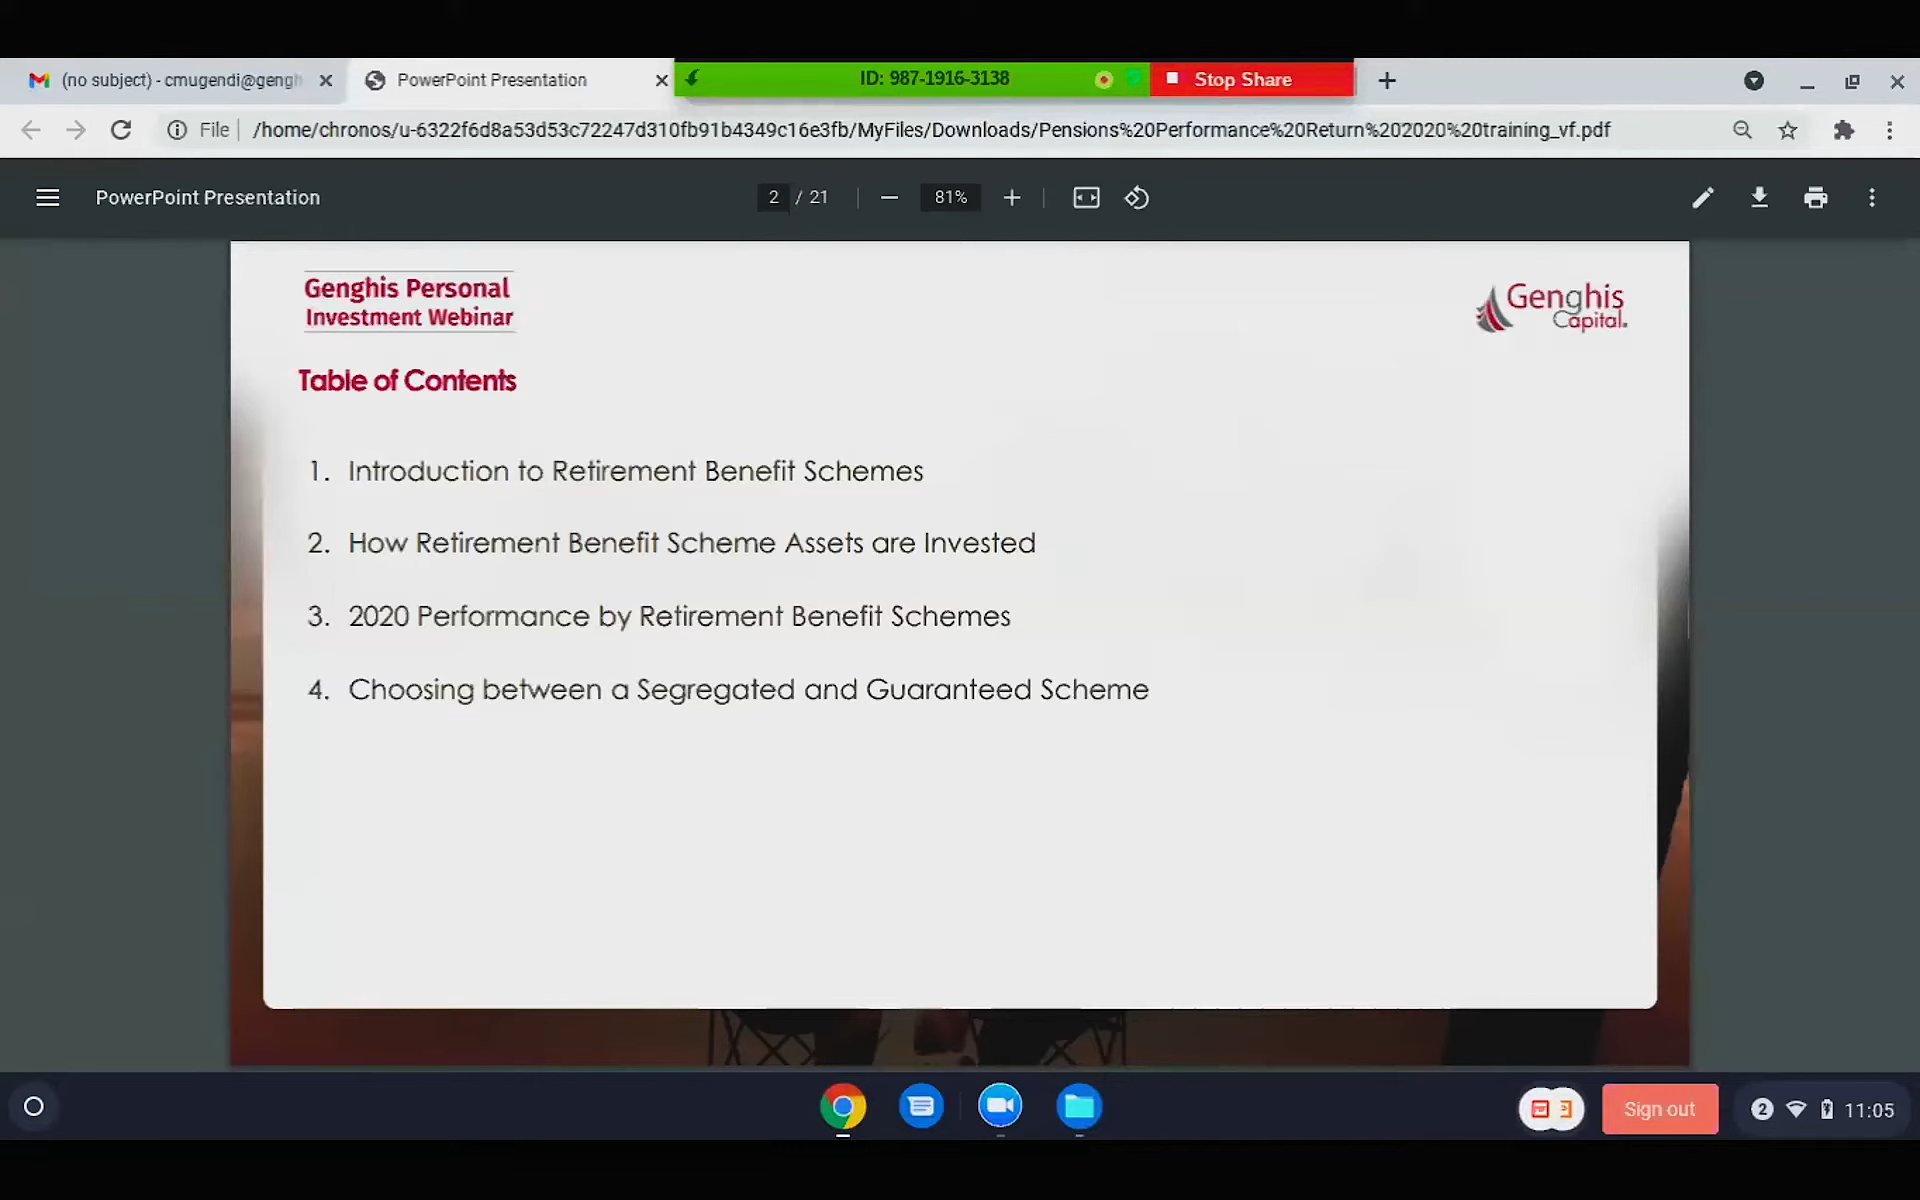 (no subject) - cmugendi@gengh
PowerPoint Presentation
ID: 987-1916-3138
Stop Share
File
/home/chronos/u-6322f6d8a53d53c72247d310fb91b4349c16e3fb/MyFiles/Downloads/Pensions%20Performance%20Return%202020%20training_vf.pdf
PowerPoint Presentation
2 / 21
81%
Genghis Personal
Investment Webinar
Genghis
Capital.
Table of Contents
1. Introduction to Retirement Benefit Schemes
2. How Retirement Benefit Scheme Assets are Invested
3. 2020 Performance by Retirement Benefit Schemes
4. Choosing between a Segregated and Guaranteed Scheme
Sign out
2
11:05